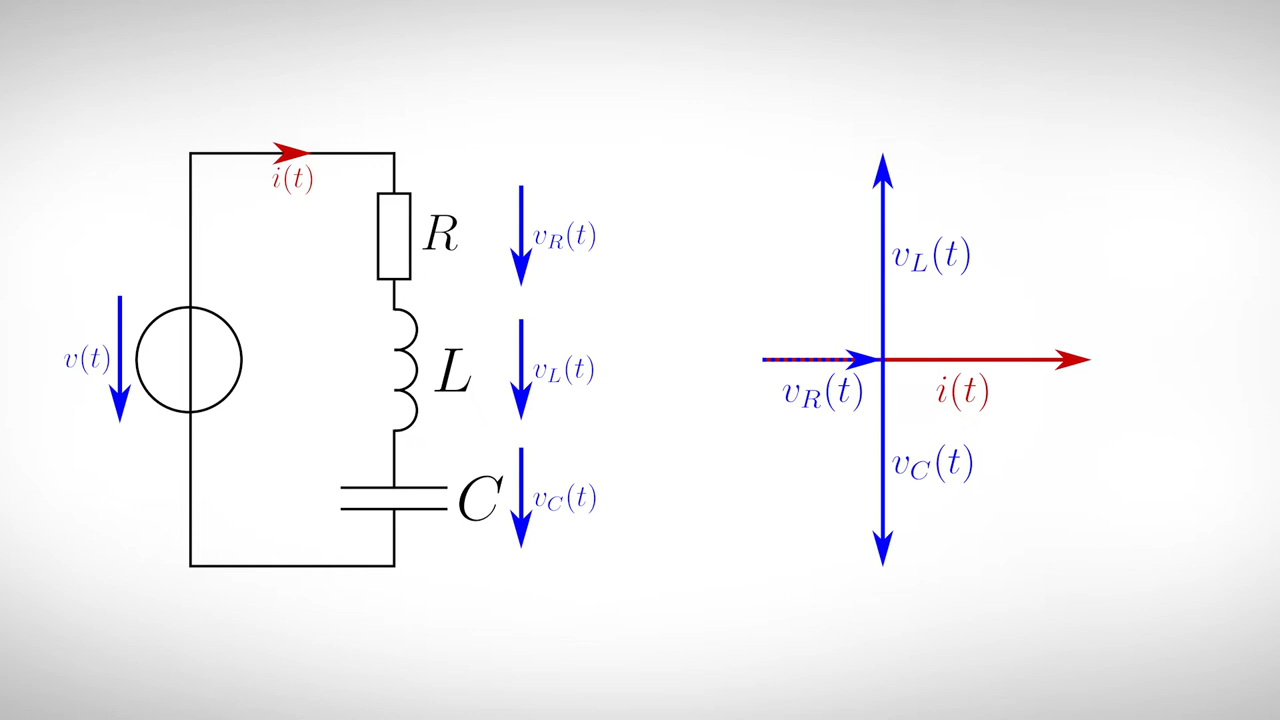 i(t)
R
v_R(t)
v(t)
L
v_L(t)
C
v_C(t)
v_L(t)
v_R(t)
i(t)
v_C(t)